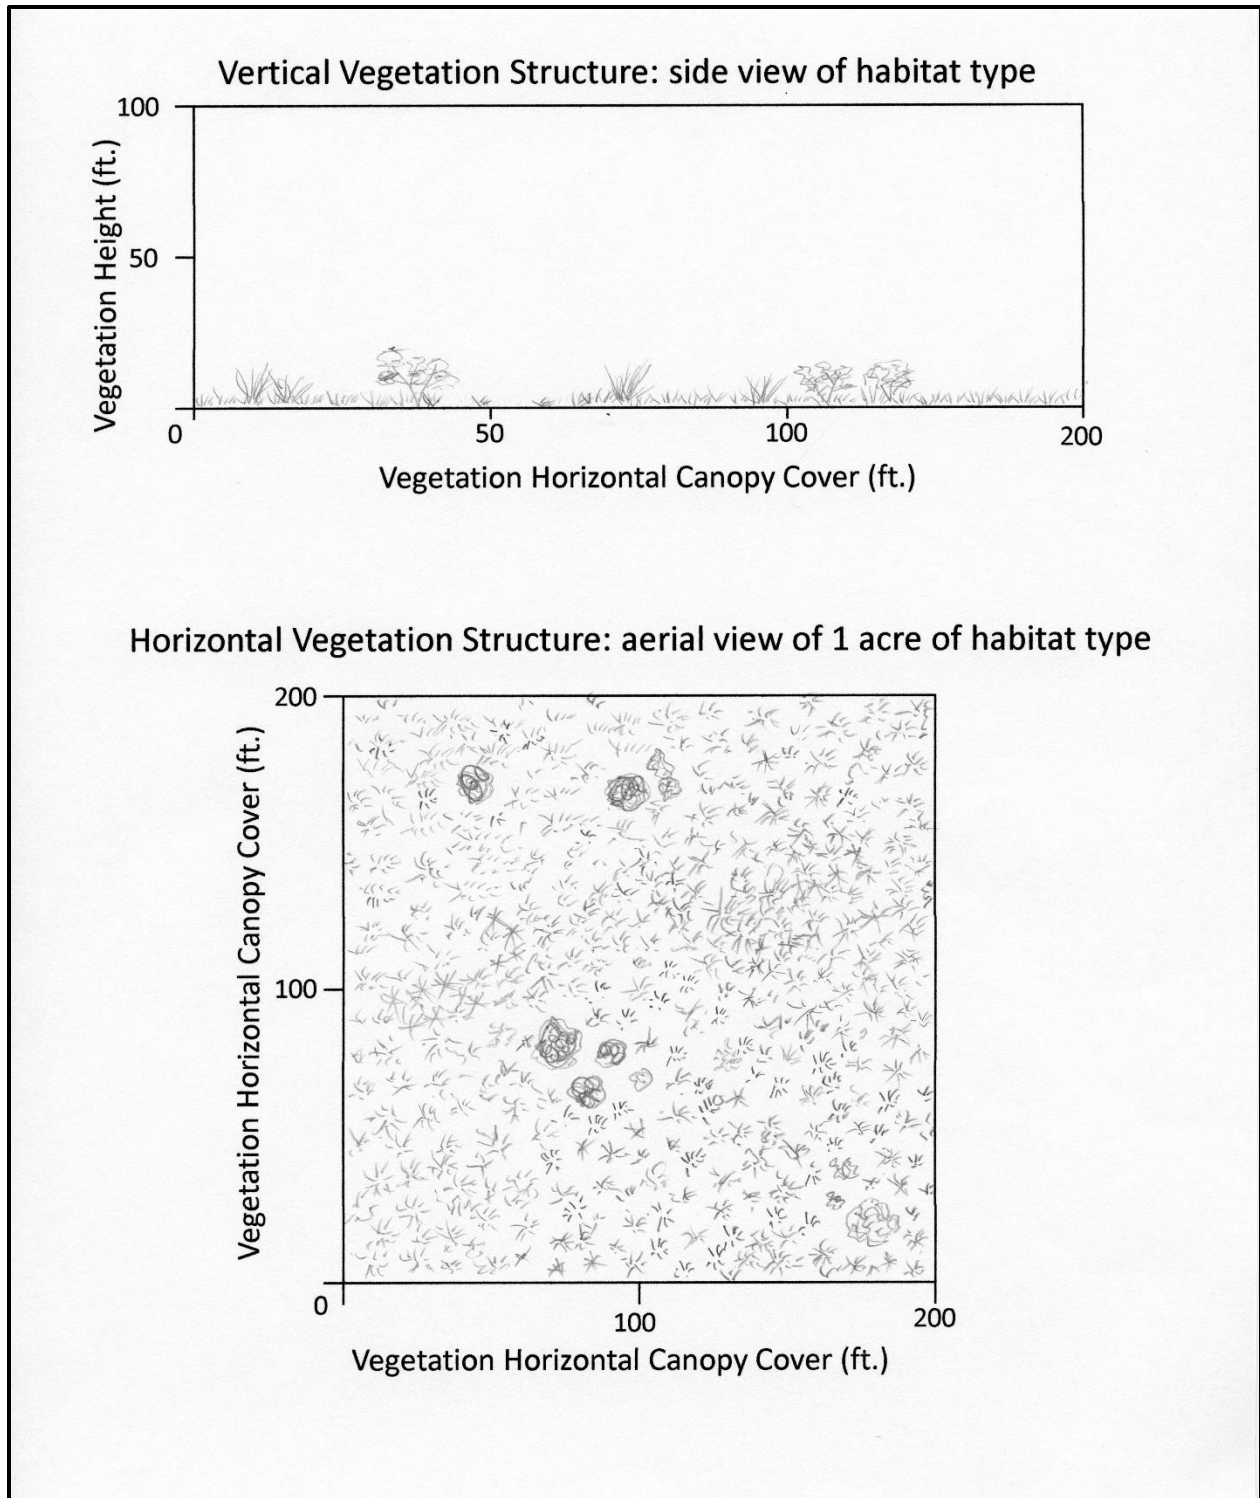 Vertical Vegetation Structure: side view of habitat type
100
50
Vegetation Height (ft.)
0
50
100
200
Vegetation Horizontal Canopy Cover (ft.)
Horizontal Vegetation Structure: aerial view of 1 acre of habitat type
200
100
Vegetation Horizontal Canopy Cover (ft.)
0
100
200
Vegetation Horizontal Canopy Cover (ft.)